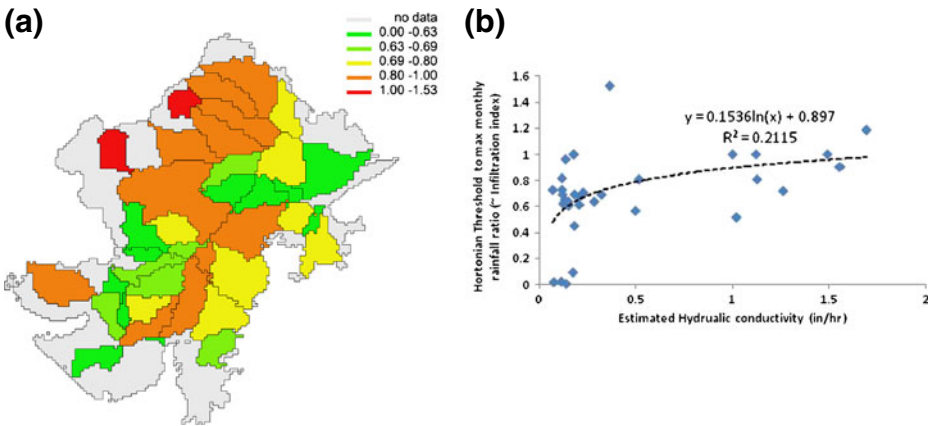 (a)
no data
0.00 -0.63
0.63 -0.69
0.69 -0.80
0.80 -1.00
1.00 -1.53
(b)
Hortonian Threshold to max monthly
rainfall ratio (~ Infiltration index)
1.6
1.4
1.2
1
0.8
0.6
0.4
0.2
0
y = 0.1536ln(x) + 0.897
R² = 0.2115
0 0.5 1 1.5 2
Estimated Hydrualic conductivity (in/hr)